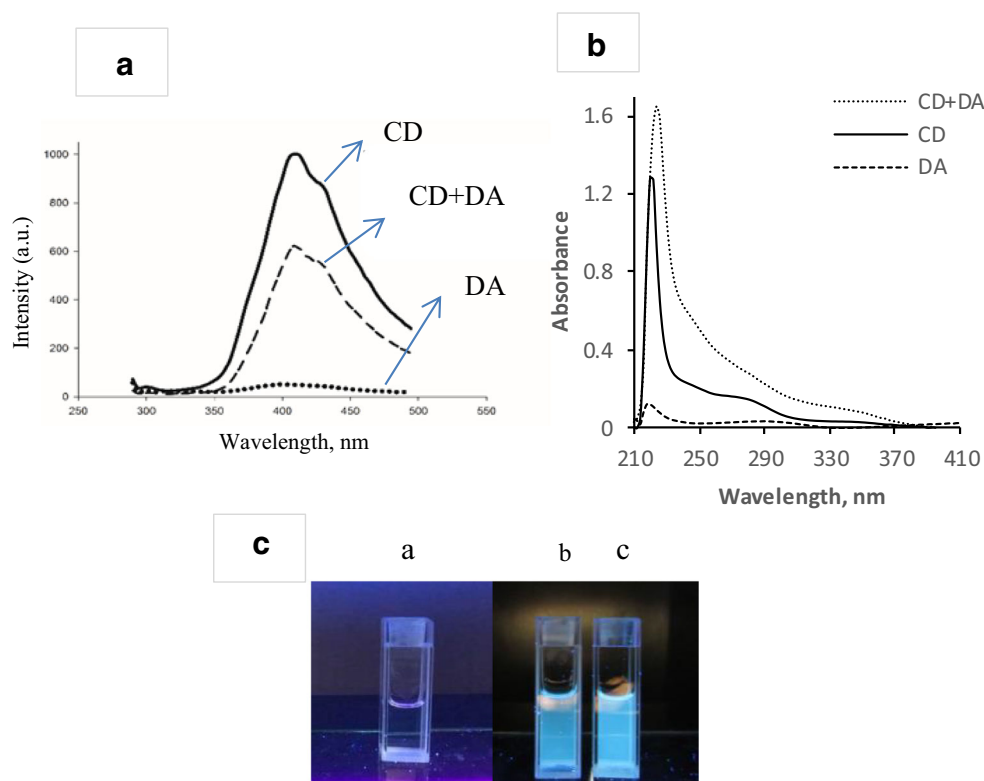 a
CD
CD+DA
DA
1000
800
600
400
200
0
250 300 350 400 450 500 550
Intensity (a.u.)
Wavelength, nm
b
CD+DA
CD
DA
1.6
1.2
0.8
0.4
0
210 250 290 330 370 410
Absorbance
Wavelength, nm
c
a b c